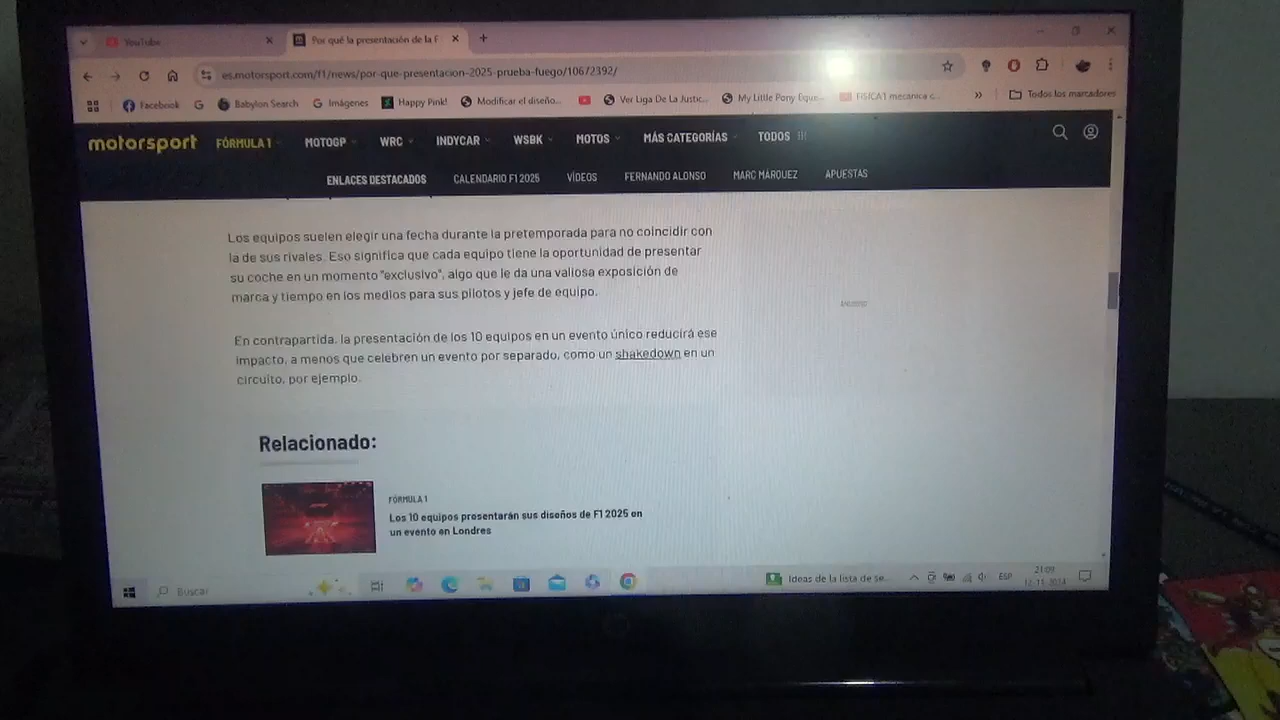 YouTube
Por qué la presentación de la F
es.motorsport.com/f1/news/por-que-presentacion-2025-prueba-fuego/10672392/
Facebook
Babylon Search
Imágenes
Happy Pink!
Modificar el diseño...
Ver Liga De La Justic...
My Little Pony Eque...
FISICA1 mecanica c...
»
Todos los marcadores
motorsport
FÓRMULA 1
MOTOGP
WRC
INDYCAR
WSBK
MOTOS
MÁS CATEGORÍAS
TODOS
ENLACES DESTACADOS
CALENDARIO F1 2025
VÍDEOS
FERNANDO ALONSO
MARC MÁRQUEZ
APUESTAS
Los equipos suelen elegir una fecha durante la pretemporada para no coincidir con
la de sus rivales. Eso significa que cada equipo tiene la oportunidad de presentar
su coche en un momento "exclusivo", algo que le da una valiosa exposición de
marca y tiempo en los medios para sus pilotos y jefe de equipo.
En contrapartida, la presentación de los 10 equipos en un evento único reducirá ese
impacto, a menos que celebren un evento por separado, como un shakedown en un
circuito, por ejemplo.
Relacionado:
FÓRMULA 1
Los 10 equipos presentarán sus diseños de F1 2025 en
un evento en Londres
Buscar
Ideas de la lista de se...
ESP
21:09